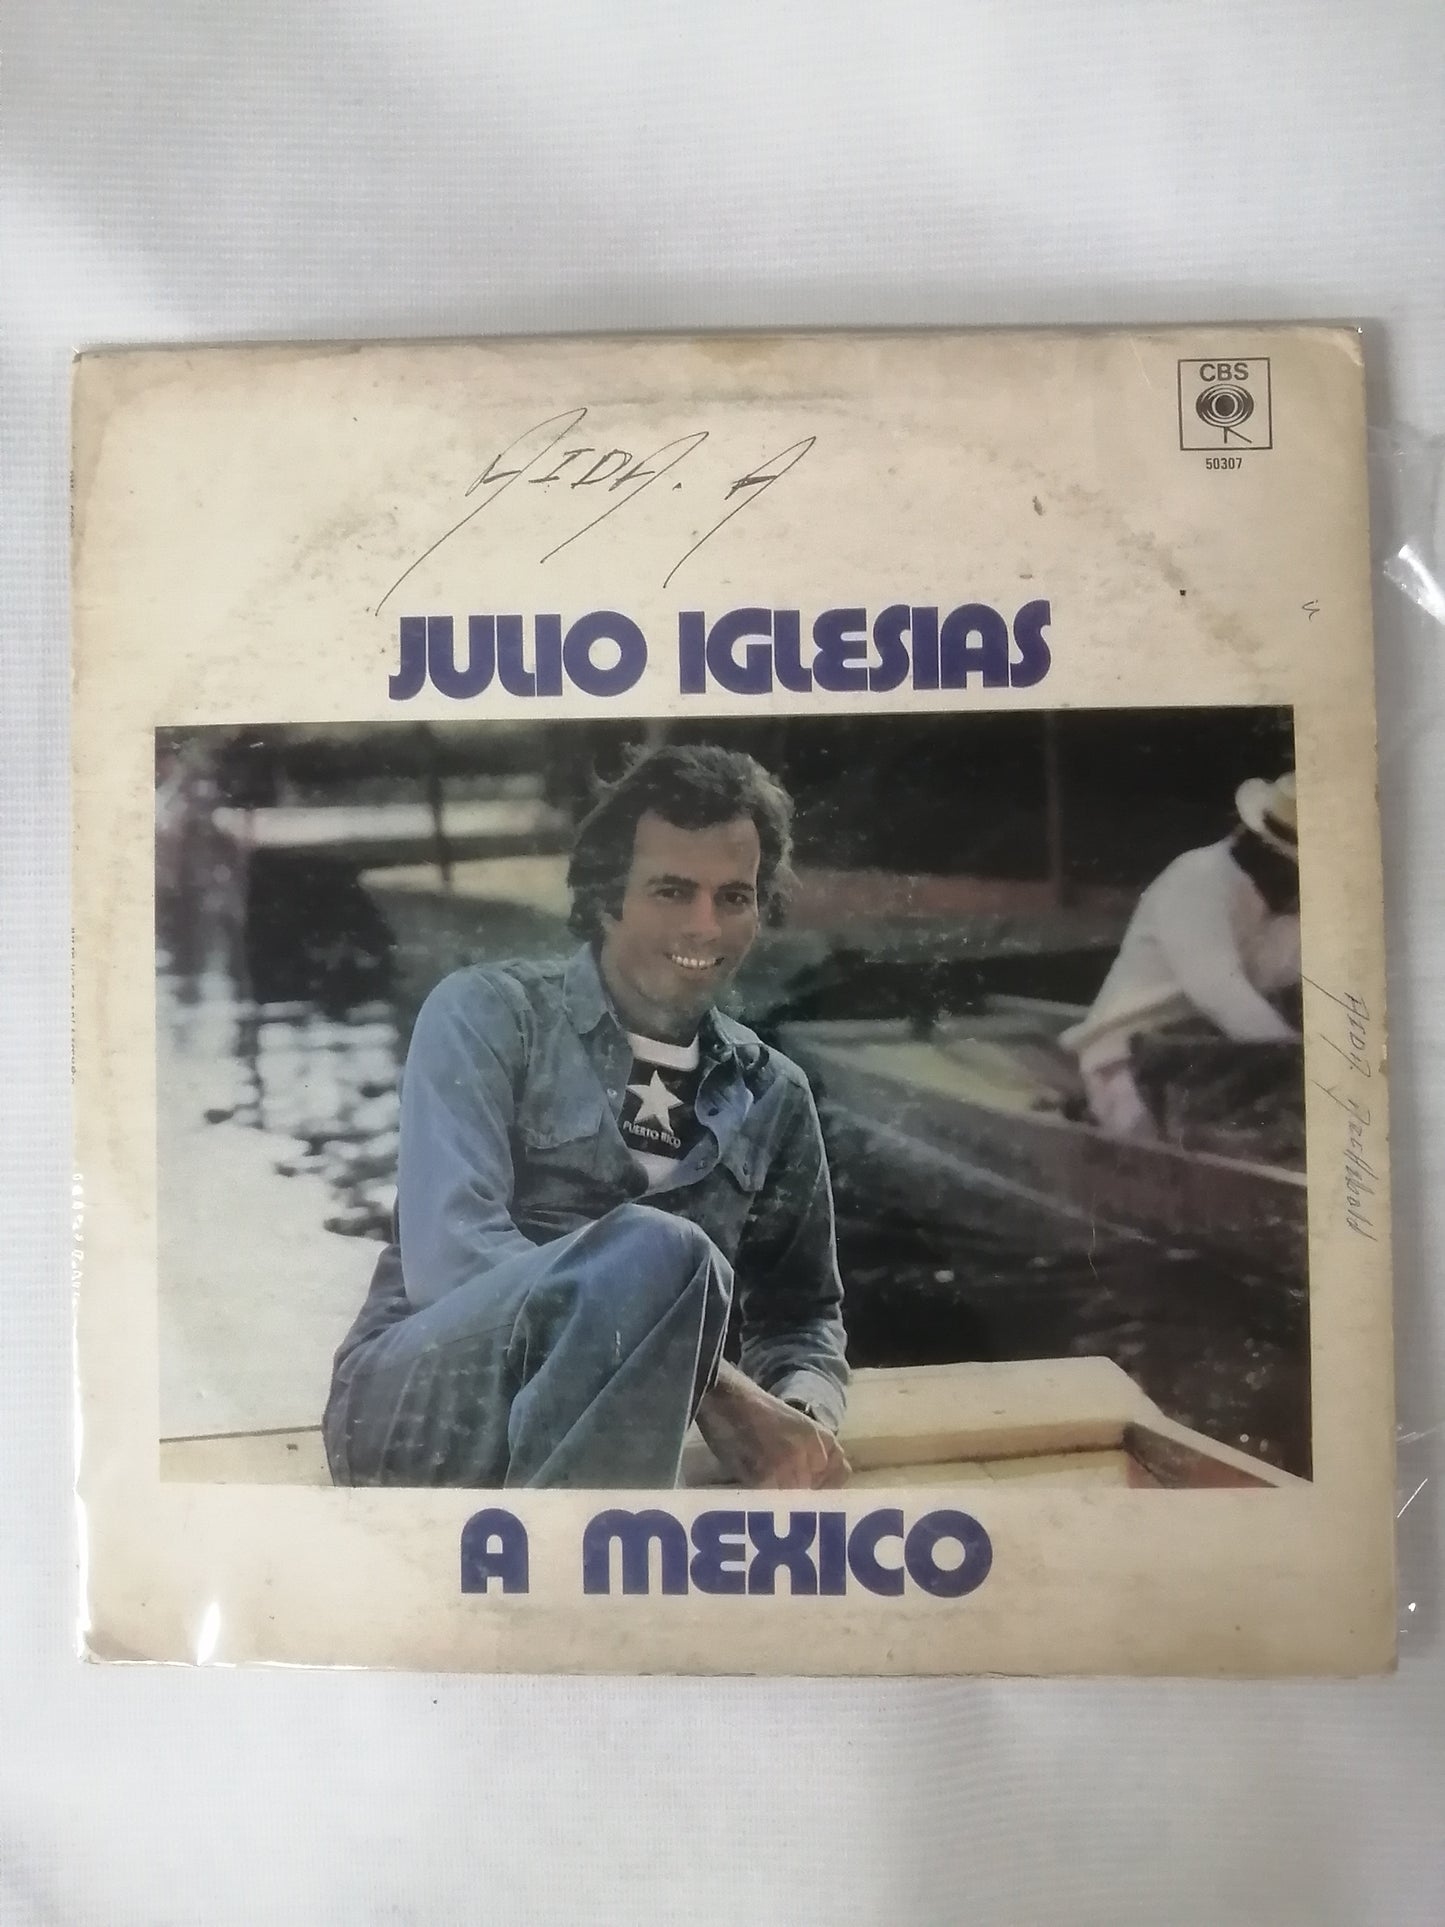 CBS
50307
AIDA. A
JULIO IGLESIAS
PUERTO RICO
A MEXICO